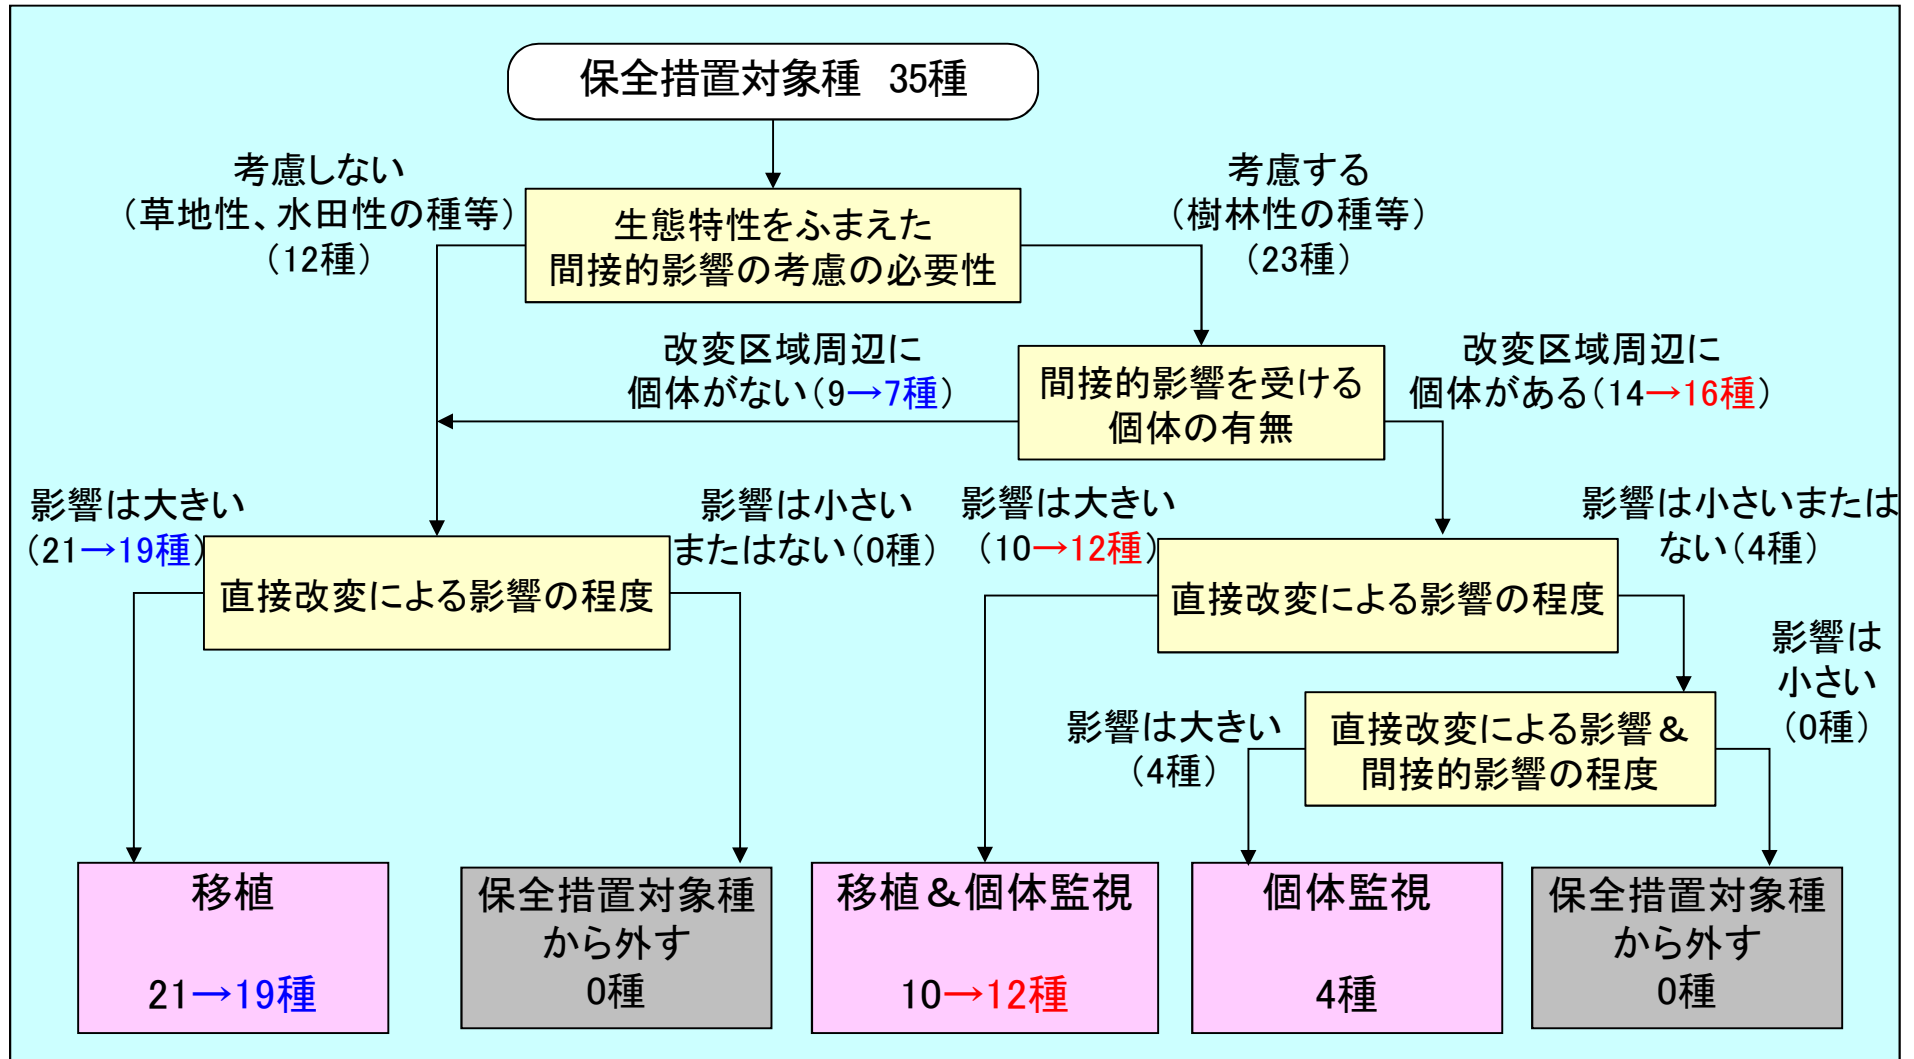 保全措置対象種 35種
考慮しない
（草地性、水田性の種等）
（12種）
考慮する
（樹林性の種等）
（23種）
生態特性をふまえた
間接的影響の考慮の必要性
改変区域周辺に
個体がない（9→7種）
間接的影響を受ける
個体の有無
改変区域周辺に
個体がある（14→16種）
影響は大きい
（21→19種）
影響は小さい
またはない（0種）
影響は大きい
（10→12種）
影響は小さいまたは
ない（4種）
直接改変による影響の程度
直接改変による影響の程度
影響は
小さい
（0種）
影響は大きい
（4種）
直接改変による影響＆
間接的影響の程度
移植
21→19種
保全措置対象種
から外す
0種
移植＆個体監視
10→12種
個体監視
4種
保全措置対象種
から外す
0種